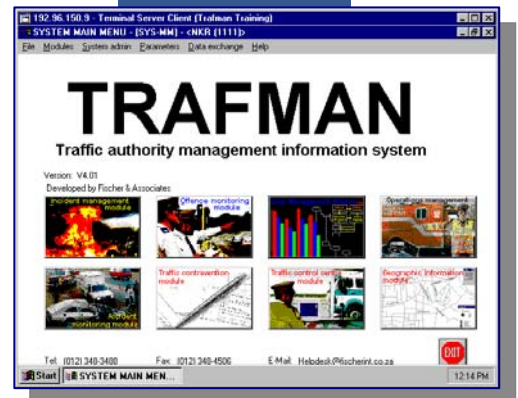 192.96.150.9 - Terminal Server Client (Trafman Training)
SYSTEM MAIN MENU - [SYS-MM] - <NKR (1111)>
File Modules System admin Parameters Data exchange Help
TRAFMAN
Traffic authority management information system
Version: V4.01
Developed by Fischer & Associates
Incident management
module
Offence monitoring
module
Operations management
Accident
monitoring module
Traffic contravention
module
Traffic control centre
module
Geographic information
module
EXIT
Tel: (012) 348-3488 Fax: (012) 348-4506 E-Mail: Helpdesk@fischerint.co.za
Start SYSTEM MAIN MEN... 12:14 PM